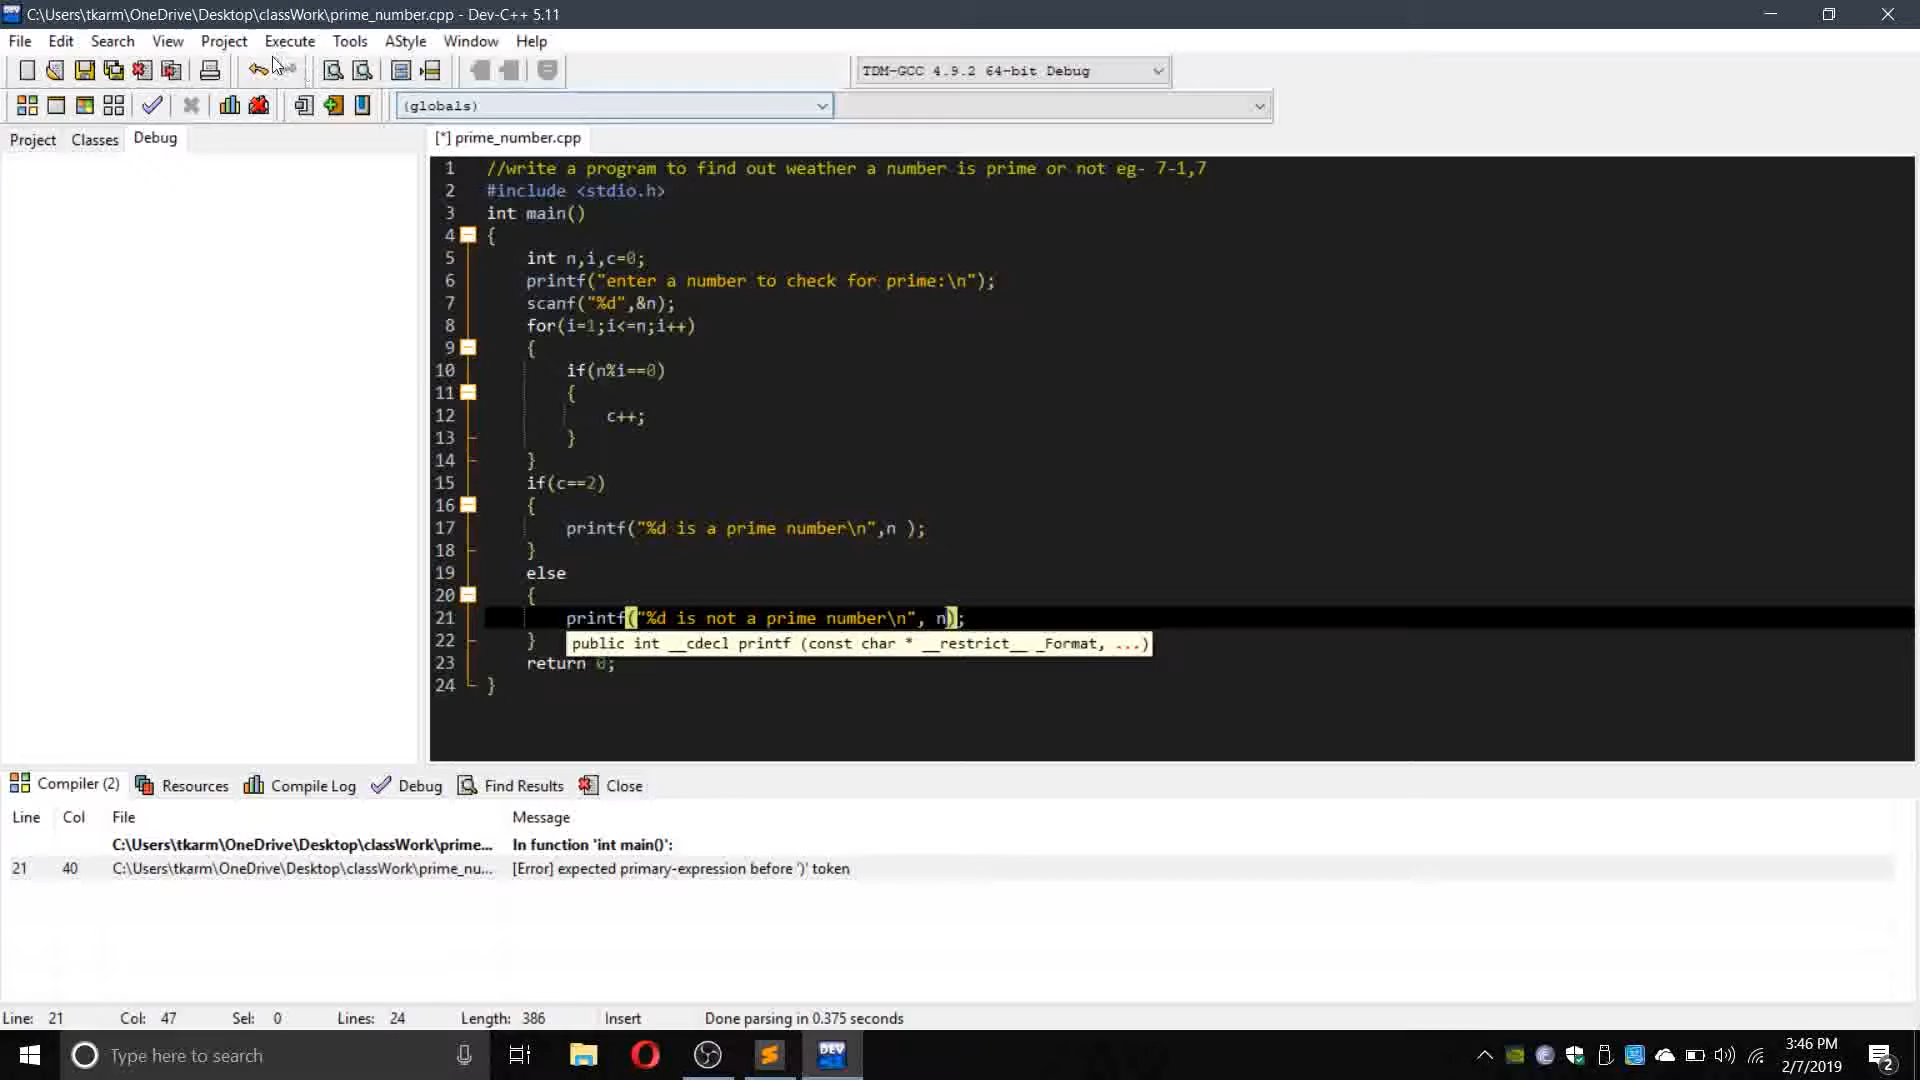 C:\Users\tkarm\OneDrive\Desktop\classWork\prime_number.cpp - Dev-C++ 5.11
File Edit Search View Project Execute Tools AStyle Window Help
TDM-GCC 4.9.2 64-bit Debug
(globals)
Project Classes Debug
[*] prime_number.cpp
1 //write a program to find out weather a number is prime or not eg- 7-1,7
2 #include <stdio.h>
3 int main()
4 {
5 int n,i,c=0;
6 printf("enter a number to check for prime:\n");
7 scanf("%d",&n);
8 for(i=1;i<=n;i++)
9 {
10 if(n%i==0)
11 {
12 c++;
13 }
14 }
15 if(c==2)
16 {
17 printf("%d is a prime number\n",n );
18 }
19 else
20 {
21 printf("%d is not a prime number\n", n);
22 }
public int __cdecl printf (const char * __restrict__ _Format, ...)
23 return 0;
24 }
Compiler (2) Resources Compile Log Debug Find Results Close
Line Col File Message
C:\Users\tkarm\OneDrive\Desktop\classWork\prime... In function 'int main()':
21 40 C:\Users\tkarm\OneDrive\Desktop\classWork\prime_nu... [Error] expected primary-expression before ')' token
Line: 21 Col: 47 Sel: 0 Lines: 24 Length: 386 Insert Done parsing in 0.375 seconds
Type here to search
DEV
3:46 PM
2/7/2019
2